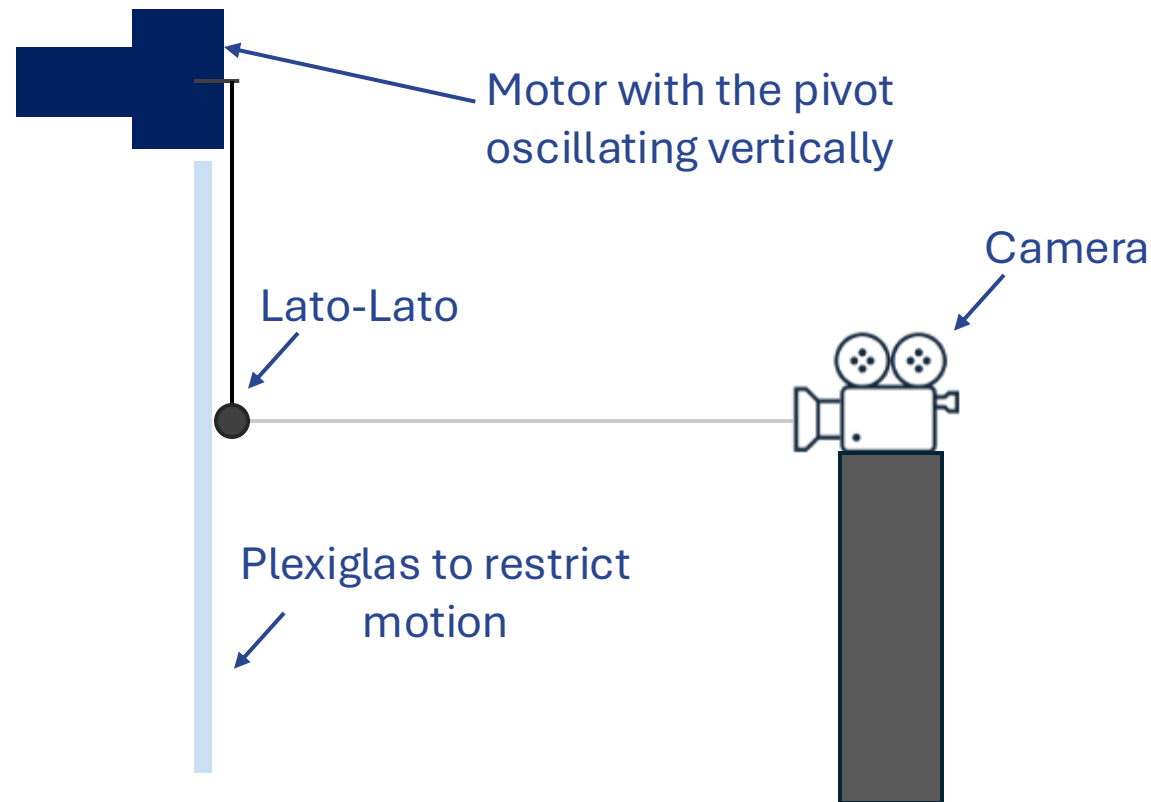 Motor with the pivot
oscillating vertically
Camera
Lato-Lato
Plexiglas to restrict
motion